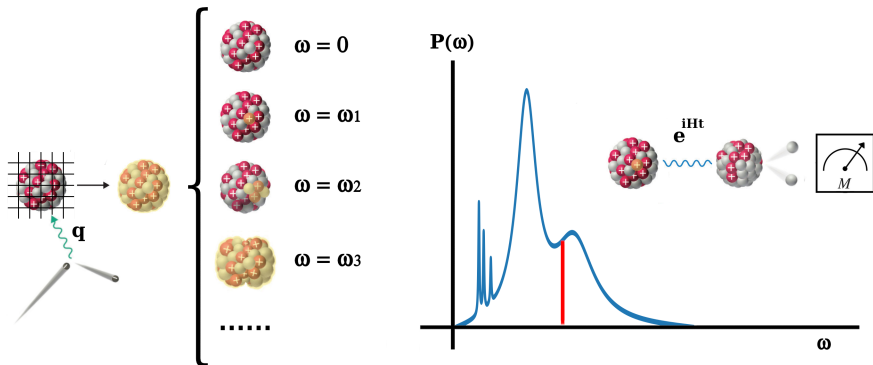 ω = 0
ω = ω1
ω = ω2
ω = ω3
......
q
P(ω)
e^iHt
M
ω